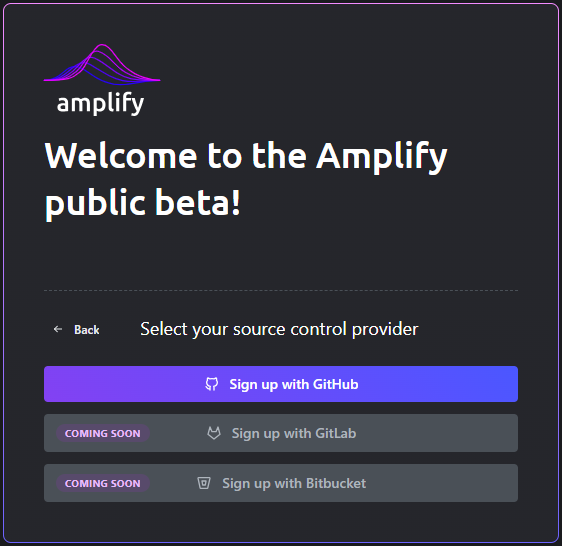 amplify
Welcome to the Amplify
public beta!
Back
Select your source control provider
Sign up with GitHub
COMING SOON
Sign up with GitLab
COMING SOON
Sign up with Bitbucket